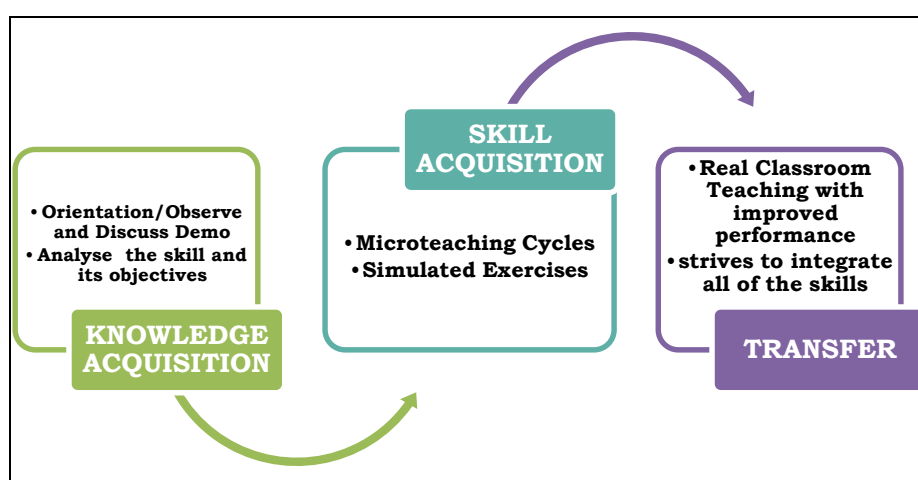 • Orientation/Observe
and Discuss Demo
• Analyse the skill and
its objectives
KNOWLEDGE
ACQUISITION
SKILL
ACQUISITION
• Microteaching Cycles
• Simulated Exercises
• Real Classroom
Teaching with
improved
performance
• strives to integrate
all of the skills
TRANSFER